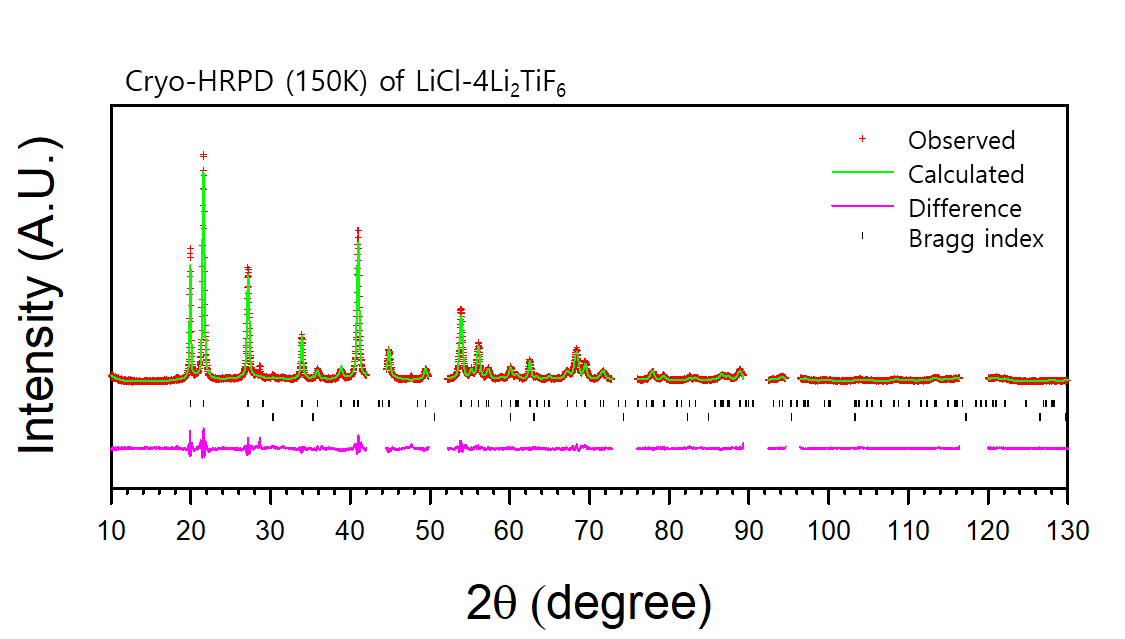 Cryo-HRPD (150K) of LiCl-4Li₂TiF₆
Observed
Calculated
Difference
Bragg index
Intensity (A.U.)
10 20 30 40 50 60 70 80 90 100 110 120 130
2θ (degree)